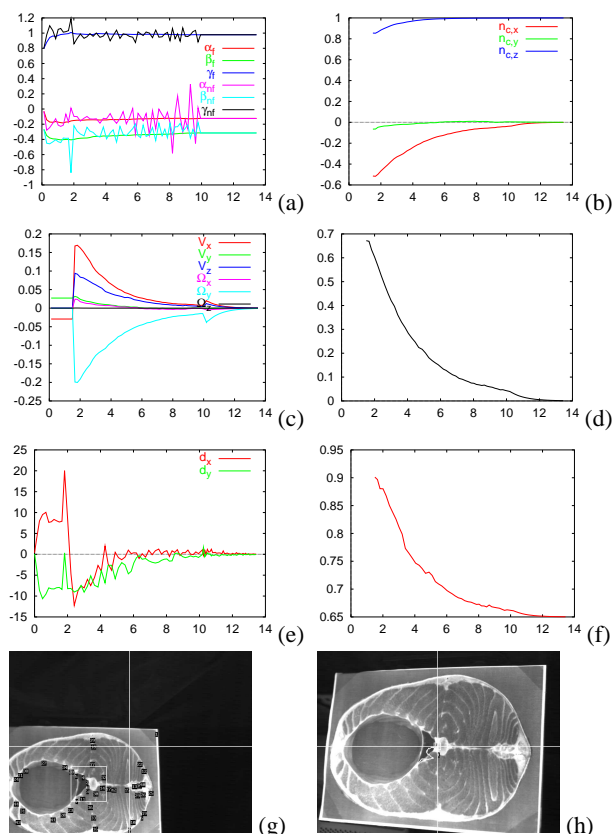 1.2
1
0.8
0.6
0.4
0.2
0
-0.2
-0.4
-0.6
-0.8
-1
αf
βf
γf
αnf
βnf
γnf
0 2 4 6 8 10 12 14
(a)
1
0.8
0.6
0.4
0.2
0
-0.2
-0.4
-0.6
nc,x
nc,y
nc,z
0 2 4 6 8 10 12 14
(b)
0.2
0.15
0.1
0.05
0
-0.05
-0.1
-0.15
-0.2
-0.25
Vx
Vy
Vz
Ωx
Ωy
Ωz
0 2 4 6 8 10 12 14
(c)
0.7
0.6
0.5
0.4
0.3
0.2
0.1
0
0 2 4 6 8 10 12 14
(d)
25
20
15
10
5
0
-5
-10
-15
dx
dy
0 2 4 6 8 10 12 14
(e)
0.95
0.9
0.85
0.8
0.75
0.7
0.65
0 2 4 6 8 10 12 14
(f)
(g)
(h)